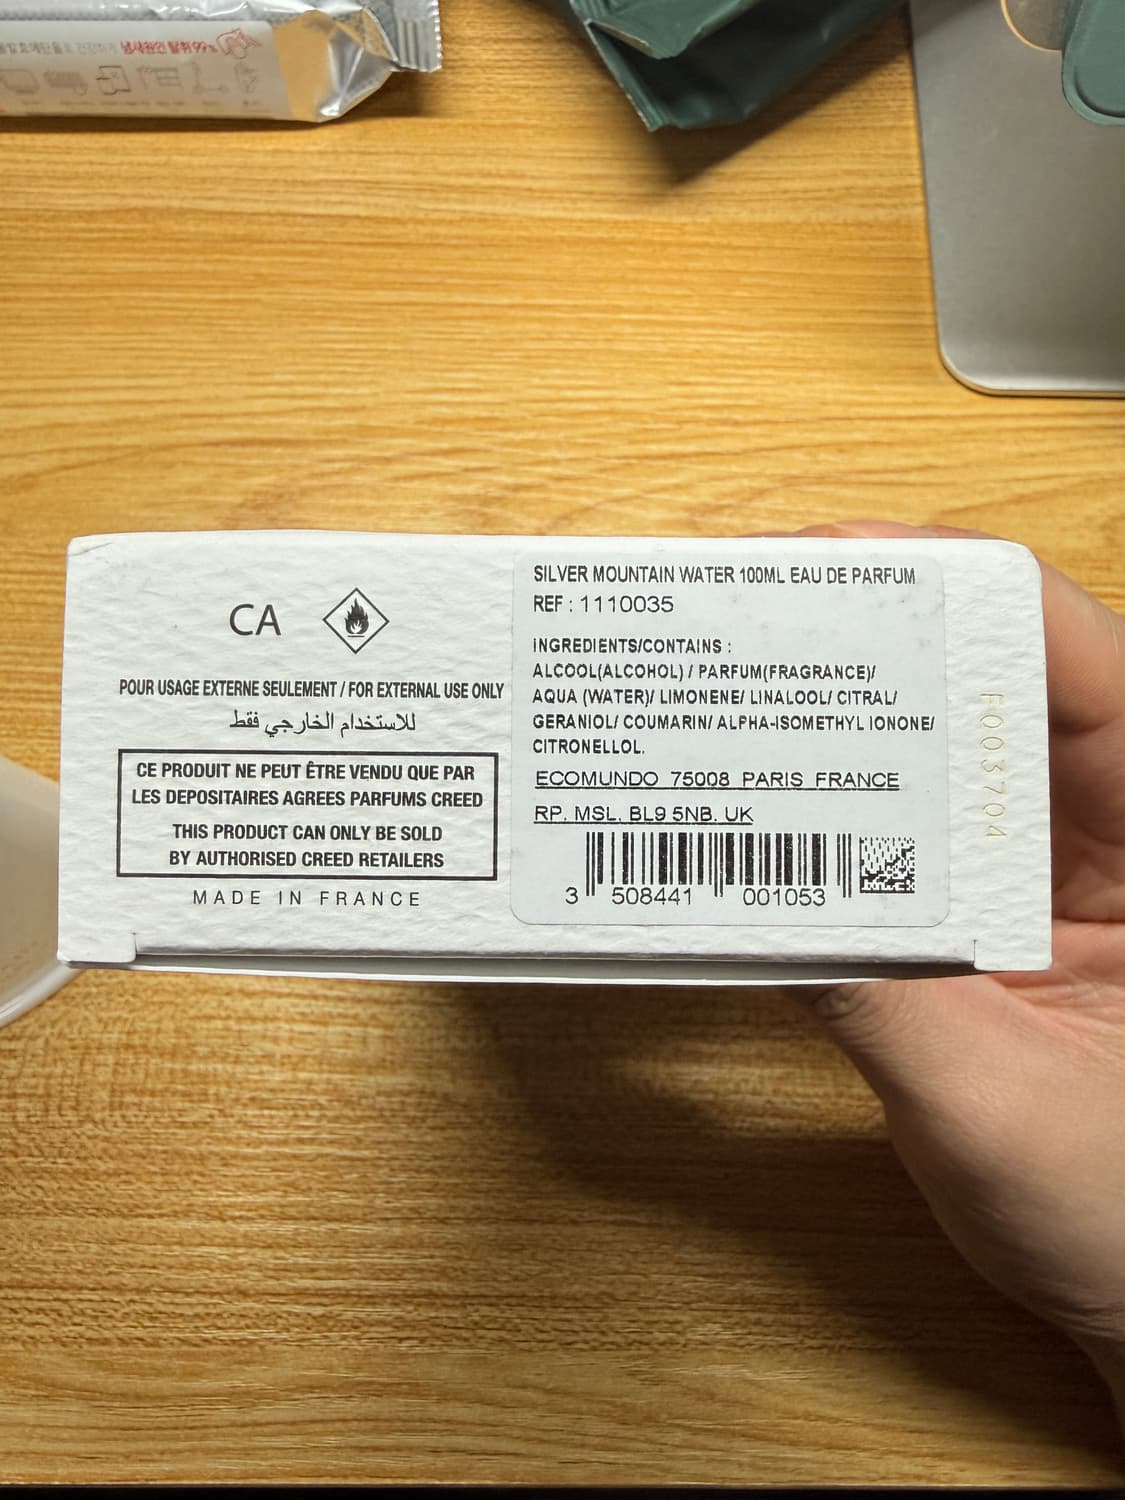 CA
POUR USAGE EXTERNE SEULEMENT / FOR EXTERNAL USE ONLY
للاستخدام الخارجي فقط
CE PRODUIT NE PEUT ÊTRE VENDU QUE PAR
LES DEPOSITAIRES AGREES PARFUMS CREED
THIS PRODUCT CAN ONLY BE SOLD
BY AUTHORISED CREED RETAILERS
MADE IN FRANCE
SILVER MOUNTAIN WATER 100ML EAU DE PARFUM
REF : 1110035
INGREDIENTS/CONTAINS :
ALCOOL(ALCOHOL) / PARFUM(FRAGRANCE)/
AQUA (WATER)/ LIMONENE/ LINALOOL/ CITRAL/
GERANIOL/ COUMARIN/ ALPHA-ISOMETHYL IONONE/
CITRONELLOL.
ECOMUNDO 75008 PARIS FRANCE
RP. MSL. BL9 5NB. UK
3 508441 001053
F003704